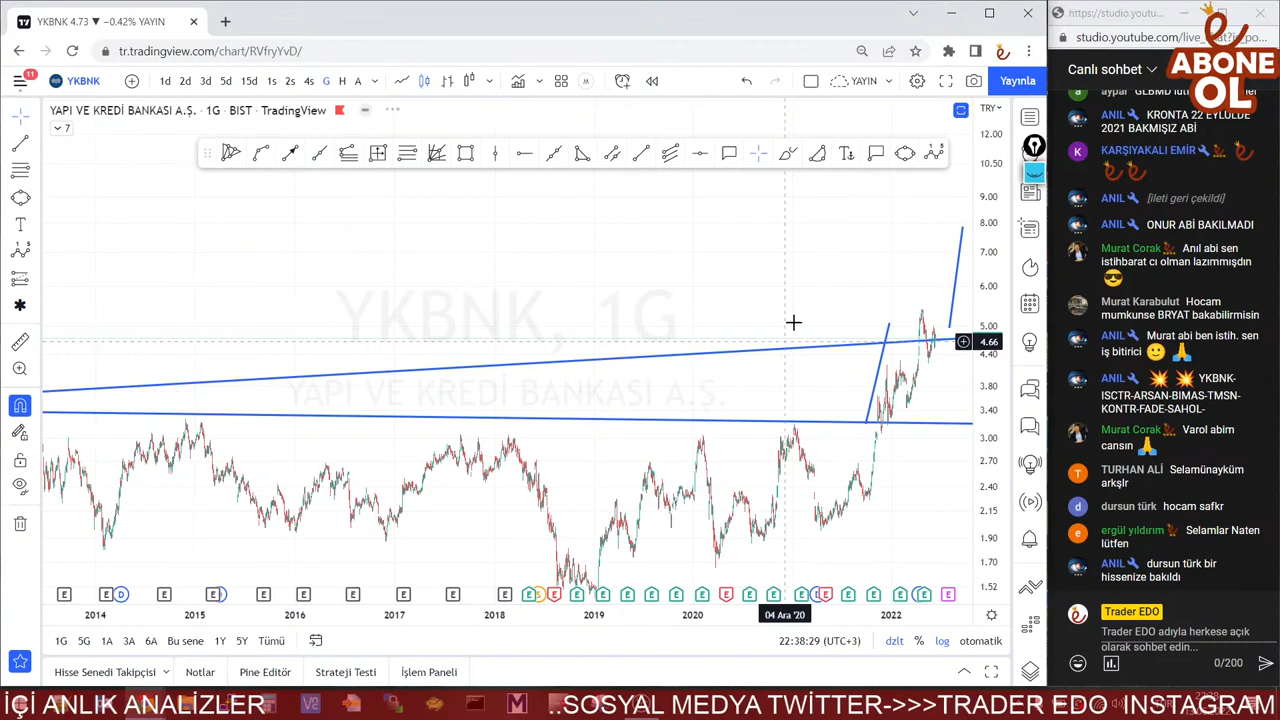 YKBNK 4.73 ▼ −0.42% YAYIN
tr.tradingview.com/chart/RVfryYvD/
11
YKBNK
1d 2d 3d 5d 15d 1s 2s 4s G
YAYIN
Yayınla
YAPI VE KREDİ BANKASI A.Ş. · 1G · BIST · TradingView
7
TRY
12.00
10.50
9.00
8.00
7.00
6.00
5.00
4.66
4.40
3.80
3.40
3.00
2.70
2.40
2.15
1.90
1.70
1.52
YKBNK, 1G
YAPI VE KREDİ BANKASI A.Ş.
2014 2015 2016 2017 2018 2019 2020 04 Ara '20 2022
1G 5G 1A 3A 6A Bu sene 1Y 5Y Tümü
22:38:29 (UTC+3) dzlt % log otomatik
Hisse Senedi Takipçisi Notlar Pine Editörü Strateji Testi İşlem Paneli
https://studio.youtu...
studio.youtube.com/live_chat?is_po...
ABONE
OL
Canlı sohbet
ANIL KRONTA 22 EYLÜLDE
2021 BAKMIŞIZ ABİ
KARŞIYAKALI EMİR
ANIL [ileti geri çekildi]
ANIL ONUR ABİ BAKILMADI
Murat Corak Anıl abi sen
istihbarat cı olman lazımmışdın
Murat Karabulut Hocam
mumkunse BRYAT bakabilirmisin
ANIL Murat abi ben istih. sen
iş bitirici
ANIL YKBNK-
ISCTR-ARSAN-BIMAS-TMSN-
KONTR-FADE-SAHOL-
Murat Corak Varol abim
cansın
TURHAN ALİ Selamünayküm
arkşlr
dursun türk hocam safkr
ergül yıldırım Selamlar Naten
lütfen
ANIL dursun türk bir
hissenize bakıldı
Trader EDO
Trader EDO adıyla herkese açık
olarak sohbet edin...
0/200
İÇİ ANLIK ANALİZLER
..SOSYAL MEDYA TWİTTER->>>TRADER EDO İNSTAGRAM